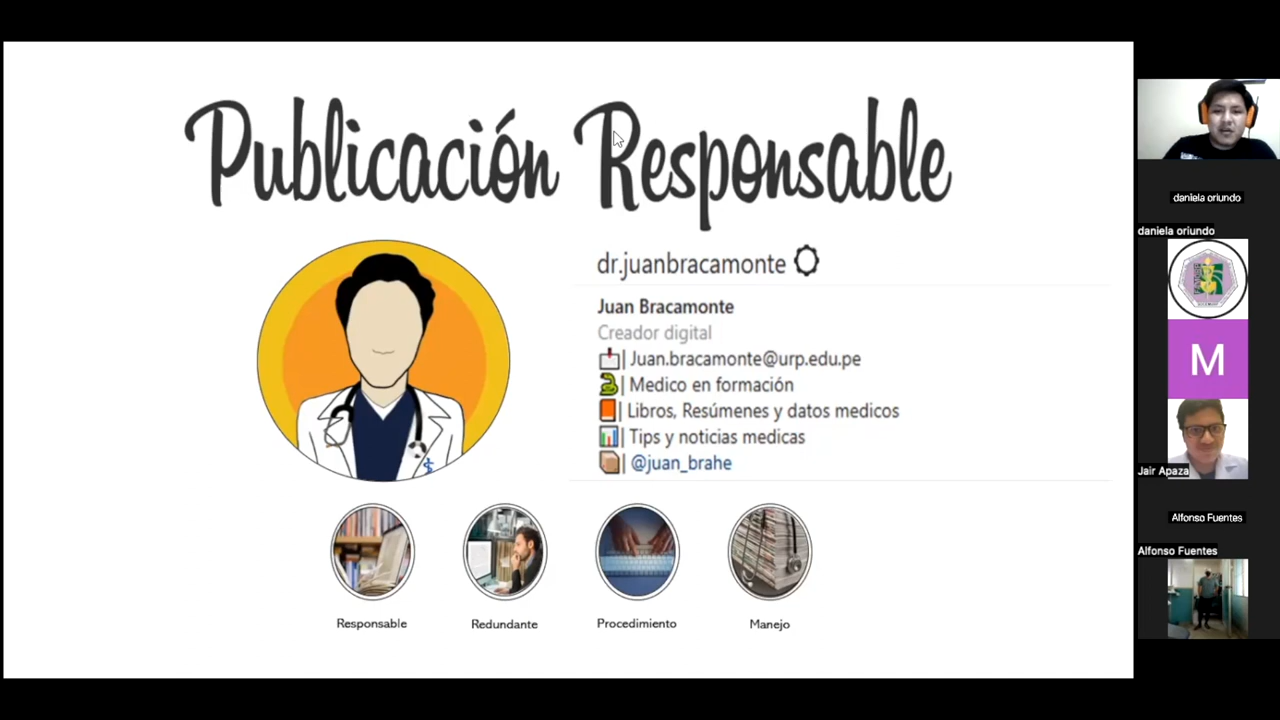 Publicación Responsable
dr.juanbracamonte
Juan Bracamonte
Creador digital
| Juan.bracamonte@urp.edu.pe
| Medico en formación
| Libros, Resúmenes y datos medicos
| Tips y noticias medicas
| @juan_brahe
Responsable
Redundante
Procedimiento
Manejo
daniela oriundo
daniela oriundo
M
Jair Apaza
Alfonso Fuentes
Alfonso Fuentes